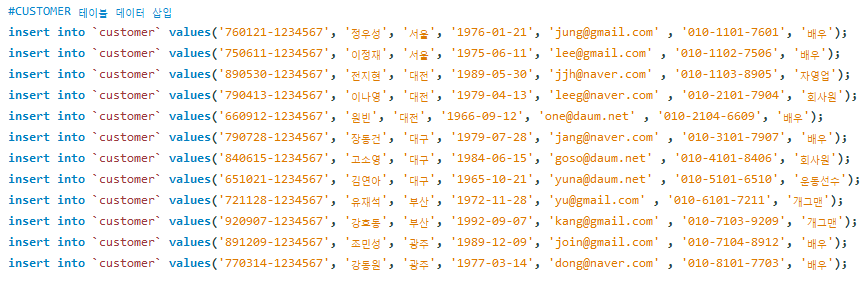 #CUSTOMER 테이블 데이터 삽입
insert into `customer` values('760121-1234567', '정우성', '서울', '1976-01-21', 'jung@gmail.com' , '010-1101-7601', '배우');
insert into `customer` values('750611-1234567', '이정재', '서울', '1975-06-11', 'lee@gmail.com' , '010-1102-7506', '배우');
insert into `customer` values('890530-1234567', '전지현', '대전', '1989-05-30', 'jjh@naver.com' , '010-1103-8905', '자영업');
insert into `customer` values('790413-1234567', '이나영', '대전', '1979-04-13', 'leeg@naver.com' , '010-2101-7904', '회사원');
insert into `customer` values('660912-1234567', '원빈', '대전', '1966-09-12', 'one@daum.net' , '010-2104-6609', '배우');
insert into `customer` values('790728-1234567', '장동건', '대구', '1979-07-28', 'jang@naver.com' , '010-3101-7907', '배우');
insert into `customer` values('840615-1234567', '고소영', '대구', '1984-06-15', 'goso@daum.net' , '010-4101-8406', '회사원');
insert into `customer` values('651021-1234567', '김연아', '대구', '1965-10-21', 'yuna@daum.net' , '010-5101-6510', '운동선수');
insert into `customer` values('721128-1234567', '유재석', '부산', '1972-11-28', 'yu@gmail.com' , '010-6101-7211', '개그맨');
insert into `customer` values('920907-1234567', '강호동', '부산', '1992-09-07', 'kang@gmail.com' , '010-7103-9209', '개그맨');
insert into `customer` values('891209-1234567', '조민성', '광주', '1989-12-09', 'join@gmail.com' , '010-7104-8912', '배우');
insert into `customer` values('770314-1234567', '강동원', '광주', '1977-03-14', 'dong@naver.com' , '010-8101-7703', '배우');